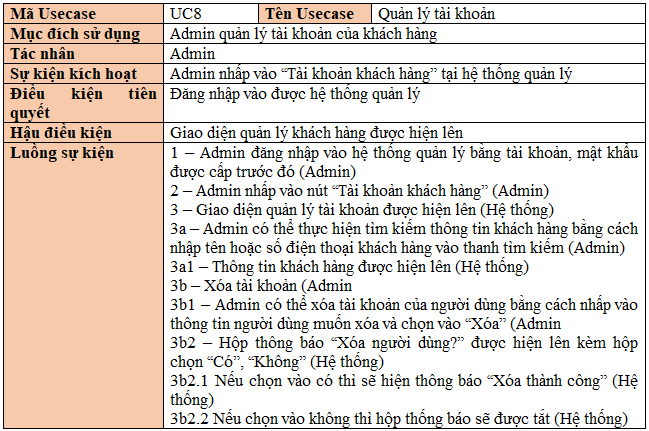 Mã Usecase UC8 Tên Usecase Quản lý tài khoản
Mục đích sử dụng Admin quản lý tài khoản của khách hàng
Tác nhân Admin
Sự kiện kích hoạt Admin nhấp vào “Tài khoản khách hàng” tại hệ thống quản lý
Điều kiện tiên quyết Đăng nhập vào được hệ thống quản lý
Hậu điều kiện Giao diện quản lý khách hàng được hiện lên
Luồng sự kiện 1 – Admin đăng nhập vào hệ thống quản lý bằng tài khoản, mật khẩu
được cấp trước đó (Admin)
2 – Admin nhấp vào nút “Tài khoản khách hàng” (Admin)
3 – Giao diện quản lý tài khoản được hiện lên (Hệ thống)
3a – Admin có thể thực hiện tìm kiếm thông tin khách hàng bằng cách
nhập tên hoặc số điện thoại khách hàng vào thanh tìm kiếm (Admin)
3a1 – Thông tin khách hàng được hiện lên (Hệ thống)
3b – Xóa tài khoản (Admin
3b1 – Admin có thể xóa tài khoản của người dùng bằng cách nhấp vào
thông tin người dùng muốn xóa và chọn vào “Xóa” (Admin
3b2 – Hộp thông báo “Xóa người dùng?” được hiện lên kèm hộp
chọn “Có”, “Không” (Hệ thống)
3b2.1 Nếu chọn vào có thì sẽ hiện thông báo “Xóa thành công” (Hệ
thống)
3b2.2 Nếu chọn vào không thì hộp thống báo sẽ được tắt (Hệ thống)